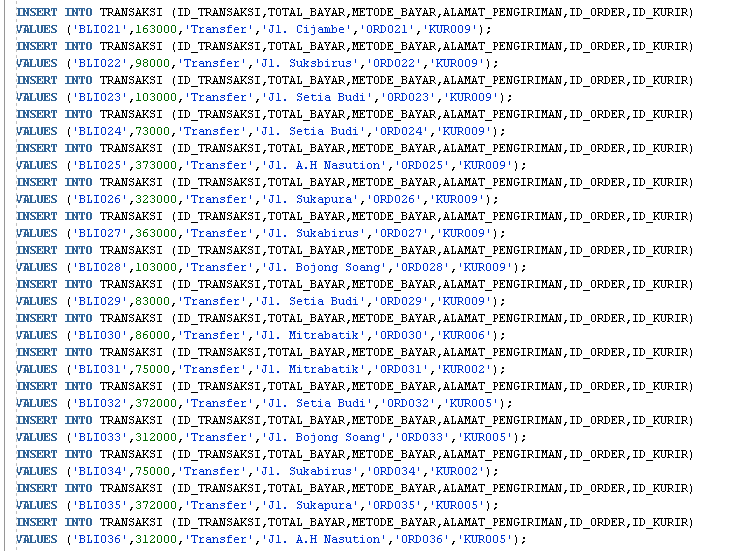 INSERT INTO TRANSAKSI (ID_TRANSAKSI,TOTAL_BAYAR,METODE_BAYAR,ALAMAT_PENGIRIMAN,ID_ORDER,ID_KURIR)
VALUES ('BLI021',163000,'Transfer','Jl. Cijambe','ORD021','KUR009');
INSERT INTO TRANSAKSI (ID_TRANSAKSI,TOTAL_BAYAR,METODE_BAYAR,ALAMAT_PENGIRIMAN,ID_ORDER,ID_KURIR)
VALUES ('BLI022',98000,'Transfer','Jl. Suksbirus','ORD022','KUR009');
INSERT INTO TRANSAKSI (ID_TRANSAKSI,TOTAL_BAYAR,METODE_BAYAR,ALAMAT_PENGIRIMAN,ID_ORDER,ID_KURIR)
VALUES ('BLI023',103000,'Transfer','Jl. Setia Budi','ORD023','KUR009');
INSERT INTO TRANSAKSI (ID_TRANSAKSI,TOTAL_BAYAR,METODE_BAYAR,ALAMAT_PENGIRIMAN,ID_ORDER,ID_KURIR)
VALUES ('BLI024',73000,'Transfer','Jl. Setia Budi','ORD024','KUR009');
INSERT INTO TRANSAKSI (ID_TRANSAKSI,TOTAL_BAYAR,METODE_BAYAR,ALAMAT_PENGIRIMAN,ID_ORDER,ID_KURIR)
VALUES ('BLI025',373000,'Transfer','Jl. A.H Nasution','ORD025','KUR009');
INSERT INTO TRANSAKSI (ID_TRANSAKSI,TOTAL_BAYAR,METODE_BAYAR,ALAMAT_PENGIRIMAN,ID_ORDER,ID_KURIR)
VALUES ('BLI026',323000,'Transfer','Jl. Sukapura','ORD026','KUR009');
INSERT INTO TRANSAKSI (ID_TRANSAKSI,TOTAL_BAYAR,METODE_BAYAR,ALAMAT_PENGIRIMAN,ID_ORDER,ID_KURIR)
VALUES ('BLI027',363000,'Transfer','Jl. Sukabirus','ORD027','KUR009');
INSERT INTO TRANSAKSI (ID_TRANSAKSI,TOTAL_BAYAR,METODE_BAYAR,ALAMAT_PENGIRIMAN,ID_ORDER,ID_KURIR)
VALUES ('BLI028',103000,'Transfer','Jl. Bojong Soang','ORD028','KUR009');
INSERT INTO TRANSAKSI (ID_TRANSAKSI,TOTAL_BAYAR,METODE_BAYAR,ALAMAT_PENGIRIMAN,ID_ORDER,ID_KURIR)
VALUES ('BLI029',83000,'Transfer','Jl. Setia Budi','ORD029','KUR009');
INSERT INTO TRANSAKSI (ID_TRANSAKSI,TOTAL_BAYAR,METODE_BAYAR,ALAMAT_PENGIRIMAN,ID_ORDER,ID_KURIR)
VALUES ('BLI030',86000,'Transfer','Jl. Mitrabatik','ORD030','KUR006');
INSERT INTO TRANSAKSI (ID_TRANSAKSI,TOTAL_BAYAR,METODE_BAYAR,ALAMAT_PENGIRIMAN,ID_ORDER,ID_KURIR)
VALUES ('BLI031',75000,'Transfer','Jl. Mitrabatik','ORD031','KUR002');
INSERT INTO TRANSAKSI (ID_TRANSAKSI,TOTAL_BAYAR,METODE_BAYAR,ALAMAT_PENGIRIMAN,ID_ORDER,ID_KURIR)
VALUES ('BLI032',372000,'Transfer','Jl. Setia Budi','ORD032','KUR005');
INSERT INTO TRANSAKSI (ID_TRANSAKSI,TOTAL_BAYAR,METODE_BAYAR,ALAMAT_PENGIRIMAN,ID_ORDER,ID_KURIR)
VALUES ('BLI033',312000,'Transfer','Jl. Bojong Soang','ORD033','KUR005');
INSERT INTO TRANSAKSI (ID_TRANSAKSI,TOTAL_BAYAR,METODE_BAYAR,ALAMAT_PENGIRIMAN,ID_ORDER,ID_KURIR)
VALUES ('BLI034',75000,'Transfer','Jl. Sukabirus','ORD034','KUR002');
INSERT INTO TRANSAKSI (ID_TRANSAKSI,TOTAL_BAYAR,METODE_BAYAR,ALAMAT_PENGIRIMAN,ID_ORDER,ID_KURIR)
VALUES ('BLI035',372000,'Transfer','Jl. Sukapura','ORD035','KUR005');
INSERT INTO TRANSAKSI (ID_TRANSAKSI,TOTAL_BAYAR,METODE_BAYAR,ALAMAT_PENGIRIMAN,ID_ORDER,ID_KURIR)
VALUES ('BLI036',312000,'Transfer','Jl. A.H Nasution','ORD036','KUR005');